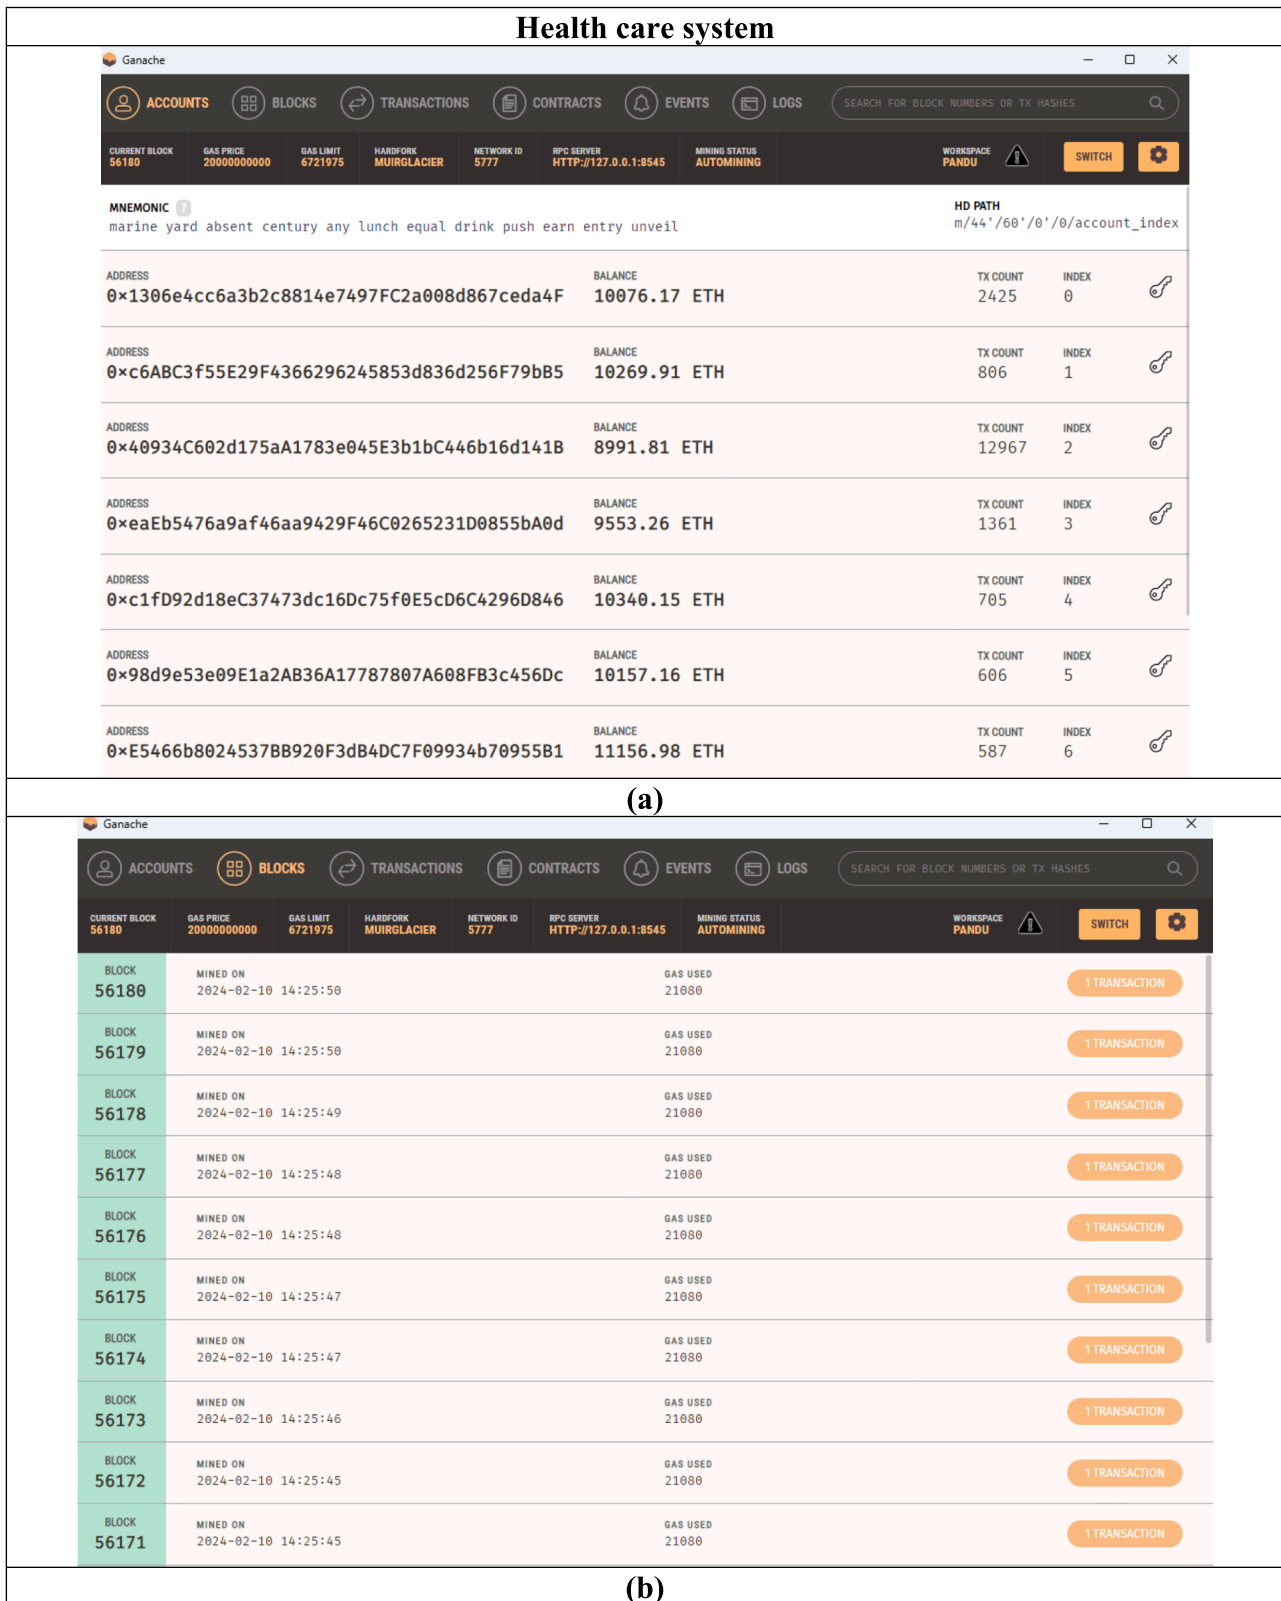 Health care system
Ganache
ACCOUNTS BLOCKS TRANSACTIONS CONTRACTS EVENTS LOGS SEARCH FOR BLOCK NUMBERS OR TX HASHES
CURRENT BLOCK GAS PRICE GAS LIMIT HARDFORK NETWORK ID RPC SERVER MINING STATUS WORKSPACE
56180 20000000000 6721975 MUIRGLACIER 5777 HTTP://127.0.0.1:8545 AUTOMINING PANDU SWITCH
MNEMONIC ? HD PATH
marine yard absent century any lunch equal drink push earn entry unveil m/44'/60'/0'/0/account_index
ADDRESS BALANCE TX COUNT INDEX
0×1306e4cc6a3b2c8814e7497FC2a008d867ceda4F 10076.17 ETH 2425 0
ADDRESS BALANCE TX COUNT INDEX
0×c6ABC3f55E29F4366296245853d836d256F79bB5 10269.91 ETH 806 1
ADDRESS BALANCE TX COUNT INDEX
0×40934C602d175aA1783e045E3b1bC446b16d141B 8991.81 ETH 12967 2
ADDRESS BALANCE TX COUNT INDEX
0×eaEb5476a9af46aa9429F46C0265231D0855bA0d 9553.26 ETH 1361 3
ADDRESS BALANCE TX COUNT INDEX
0×c1fD92d18eC37473dc16Dc75f0E5cD6C4296D846 10340.15 ETH 705 4
ADDRESS BALANCE TX COUNT INDEX
0×98d9e53e09E1a2AB36A17787807A608FB3c456Dc 10157.16 ETH 606 5
ADDRESS BALANCE TX COUNT INDEX
0×E5466b8024537BB920F3dB4DC7F09934b70955B1 11156.98 ETH 587 6
(a)
Ganache
ACCOUNTS BLOCKS TRANSACTIONS CONTRACTS EVENTS LOGS SEARCH FOR BLOCK NUMBERS OR TX HASHES
CURRENT BLOCK GAS PRICE GAS LIMIT HARDFORK NETWORK ID RPC SERVER MINING STATUS WORKSPACE
56180 20000000000 6721975 MUIRGLACIER 5777 HTTP://127.0.0.1:8545 AUTOMINING PANDU SWITCH
BLOCK MINED ON GAS USED
56180 2024-02-10 14:25:50 21080 1 TRANSACTION
BLOCK MINED ON GAS USED
56179 2024-02-10 14:25:50 21080 1 TRANSACTION
BLOCK MINED ON GAS USED
56178 2024-02-10 14:25:49 21080 1 TRANSACTION
BLOCK MINED ON GAS USED
56177 2024-02-10 14:25:48 21080 1 TRANSACTION
BLOCK MINED ON GAS USED
56176 2024-02-10 14:25:48 21080 1 TRANSACTION
BLOCK MINED ON GAS USED
56175 2024-02-10 14:25:47 21080 1 TRANSACTION
BLOCK MINED ON GAS USED
56174 2024-02-10 14:25:47 21080 1 TRANSACTION
BLOCK MINED ON GAS USED
56173 2024-02-10 14:25:46 21080 1 TRANSACTION
BLOCK MINED ON GAS USED
56172 2024-02-10 14:25:45 21080 1 TRANSACTION
BLOCK MINED ON GAS USED
56171 2024-02-10 14:25:45 21080 1 TRANSACTION
(b)